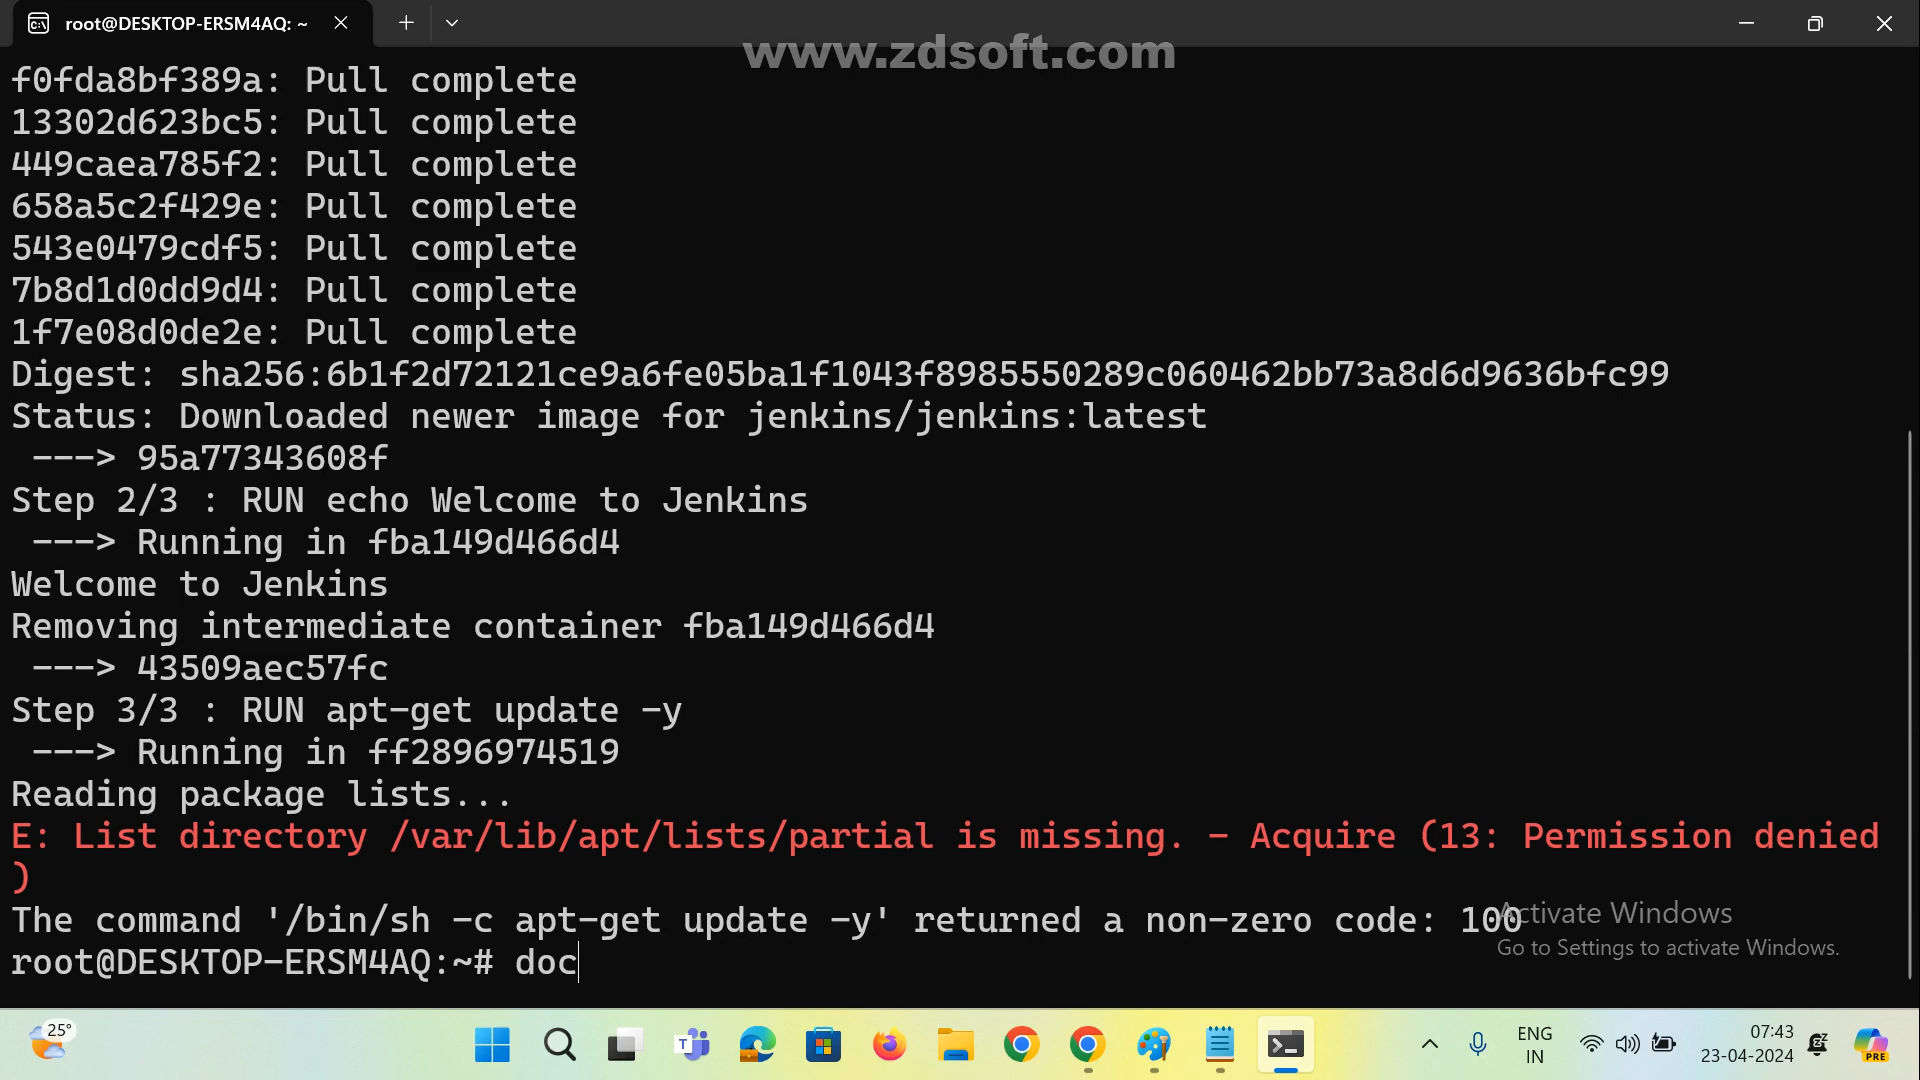 root@DESKTOP-ERSM4AQ: ~
www.zdsoft.com
f0fda8bf389a: Pull complete
13302d623bc5: Pull complete
449caea785f2: Pull complete
658a5c2f429e: Pull complete
543e0479cdf5: Pull complete
7b8d1d0dd9d4: Pull complete
1f7e08d0de2e: Pull complete
Digest: sha256:6b1f2d72121ce9a6fe05ba1f1043f8985550289c060462bb73a8d6d9636bfc99
Status: Downloaded newer image for jenkins/jenkins:latest
---> 95a77343608f
Step 2/3 : RUN echo Welcome to Jenkins
---> Running in fba149d466d4
Welcome to Jenkins
Removing intermediate container fba149d466d4
---> 43509aec57fc
Step 3/3 : RUN apt-get update -y
---> Running in ff2896974519
Reading package lists...
E: List directory /var/lib/apt/lists/partial is missing. - Acquire (13: Permission denied
)
The command '/bin/sh -c apt-get update -y' returned a non-zero code: 100
root@DESKTOP-ERSM4AQ:~# doc
Activate Windows
Go to Settings to activate Windows.
25°
ENG
IN
07:43
23-04-2024
PRE